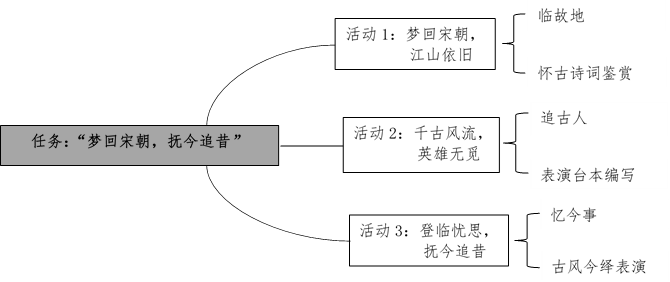 任务：“梦回宋朝，抚今追昔”
活动 1：梦回宋朝，
江山依旧
临故地
怀古诗词鉴赏
活动2：千古风流，
英雄无觅
追古人
表演台本编写
活动 3：登临忧思，
抚今追昔
忆今事
古风今绎表演